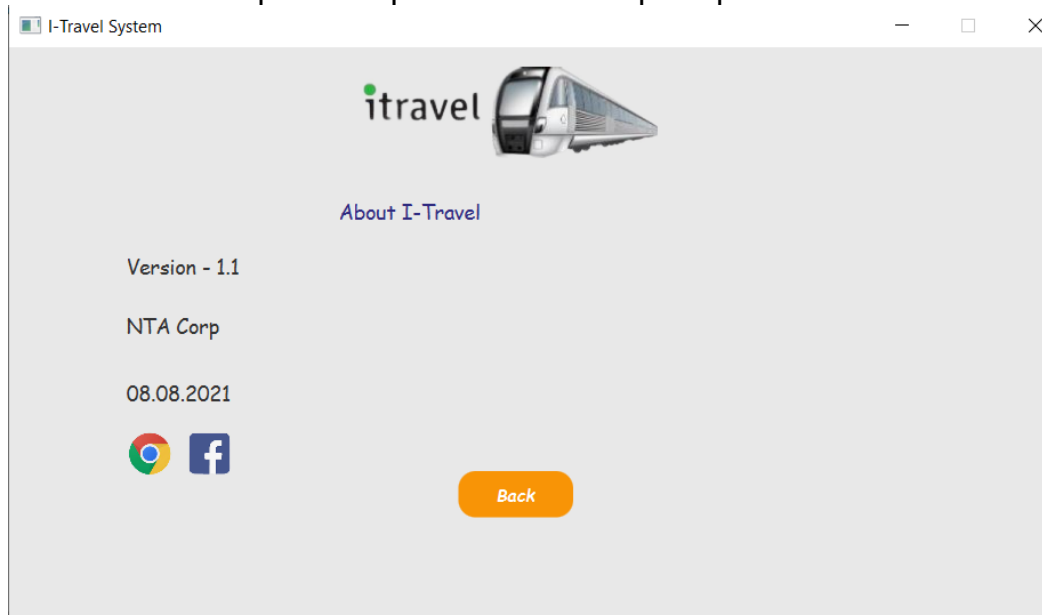 I-Travel System
itravel
About I-Travel
Version - 1.1
NTA Corp
08.08.2021
Back